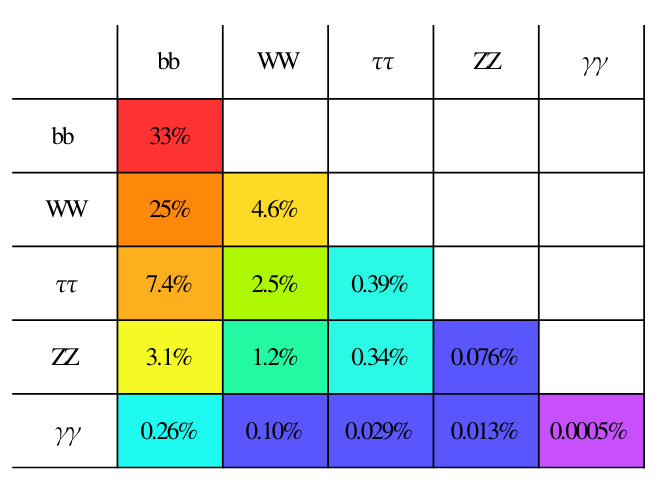 bb WW ττ ZZ γγ
bb 33%
WW 25% 4.6%
ττ 7.4% 2.5% 0.39%
ZZ 3.1% 1.2% 0.34% 0.076%
γγ 0.26% 0.10% 0.029% 0.013% 0.0005%